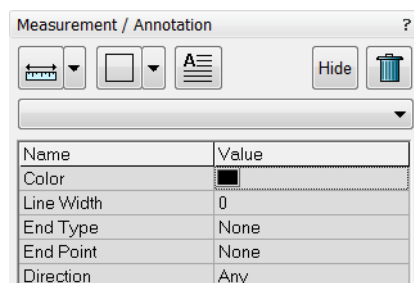 Measurement / Annotation ?
A Hide
Name Value
Color
Line Width 0
End Type None
End Point None
Direction Any